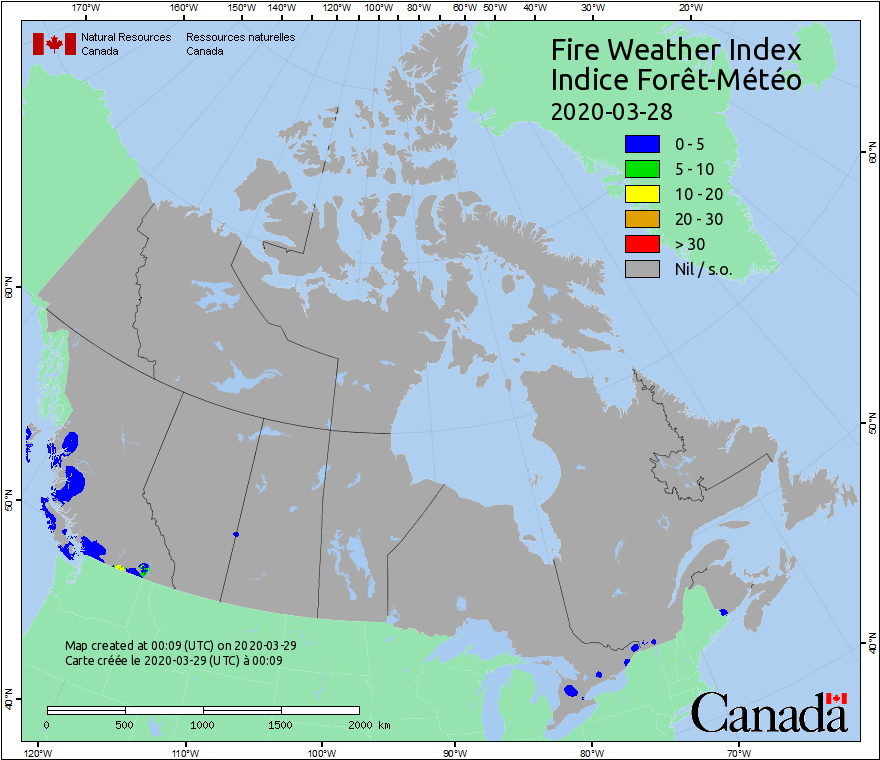 170°W 160°W 150°W 140°W 130°W 120°W 110°W 100°W 90°W 80°W 60°W 50°W 40°W 30°W 20°W
Natural Resources Ressources naturelles
Canada Canada
Fire Weather Index
Indice Forêt-Météo
2020-03-28
0 - 5
5 - 10
10 - 20
20 - 30
> 30
Nil / s.o.
60°N
60°N
50°N
50°N
40°N
40°N
Map created at 00:09 (UTC) on 2020-03-29
Carte créée le 2020-03-29 (UTC) à 00:09
0 500 1000 1500 2000 km
Canada
120°W 110°W 100°W 90°W 80°W 70°W